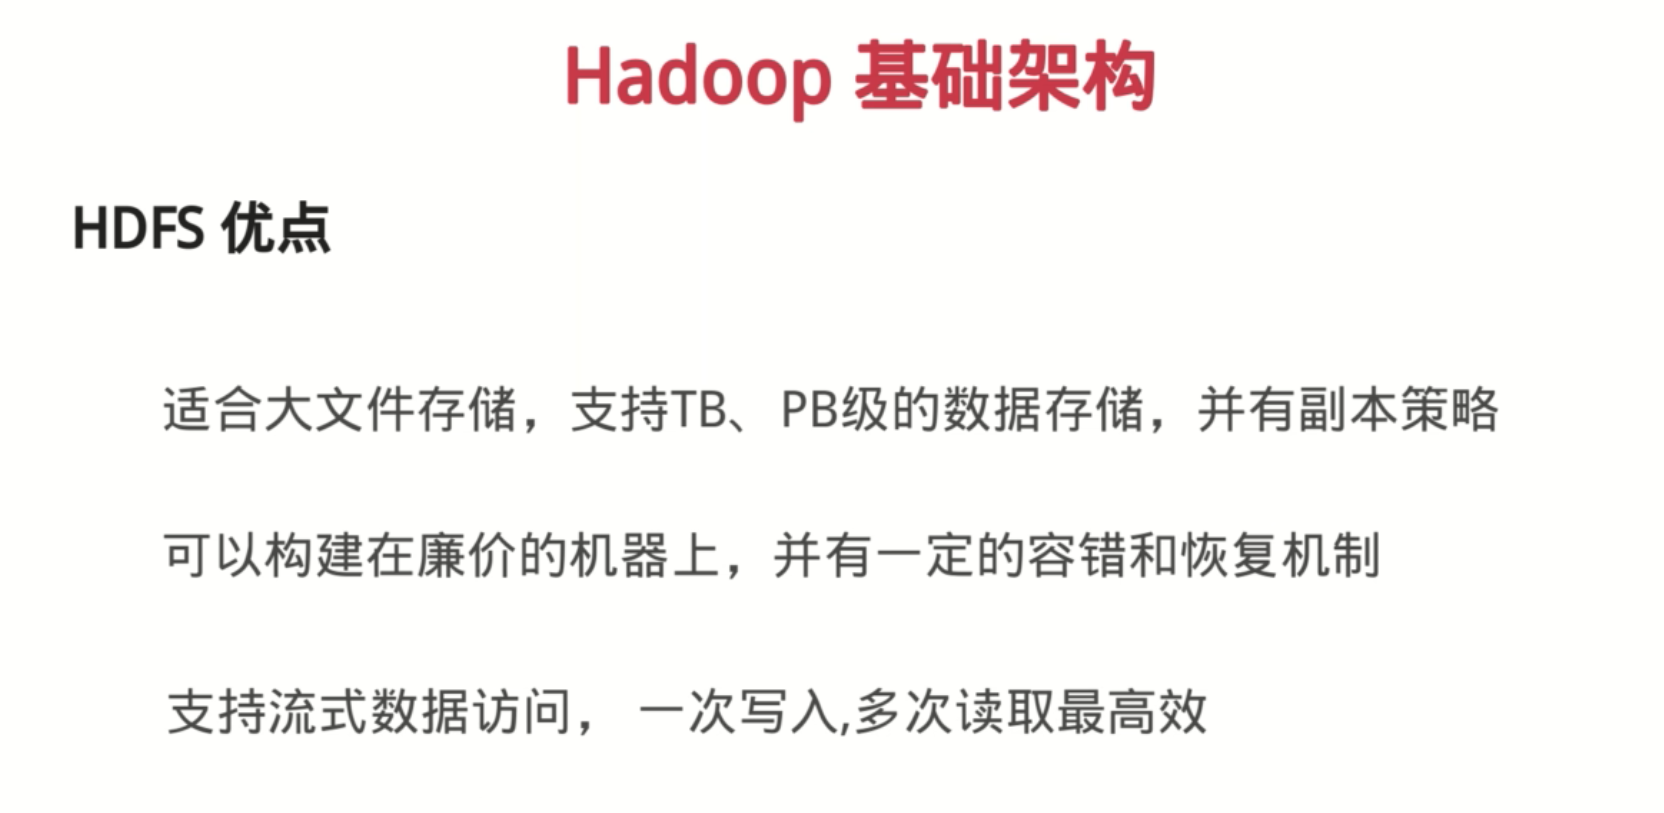 Hadoop 基础架构
HDFS 优点
适合大文件存储，支持TB、PB级的数据存储，并有副本策略
可以构建在廉价的机器上，并有一定的容错和恢复机制
支持流式数据访问， 一次写入,多次读取最高效